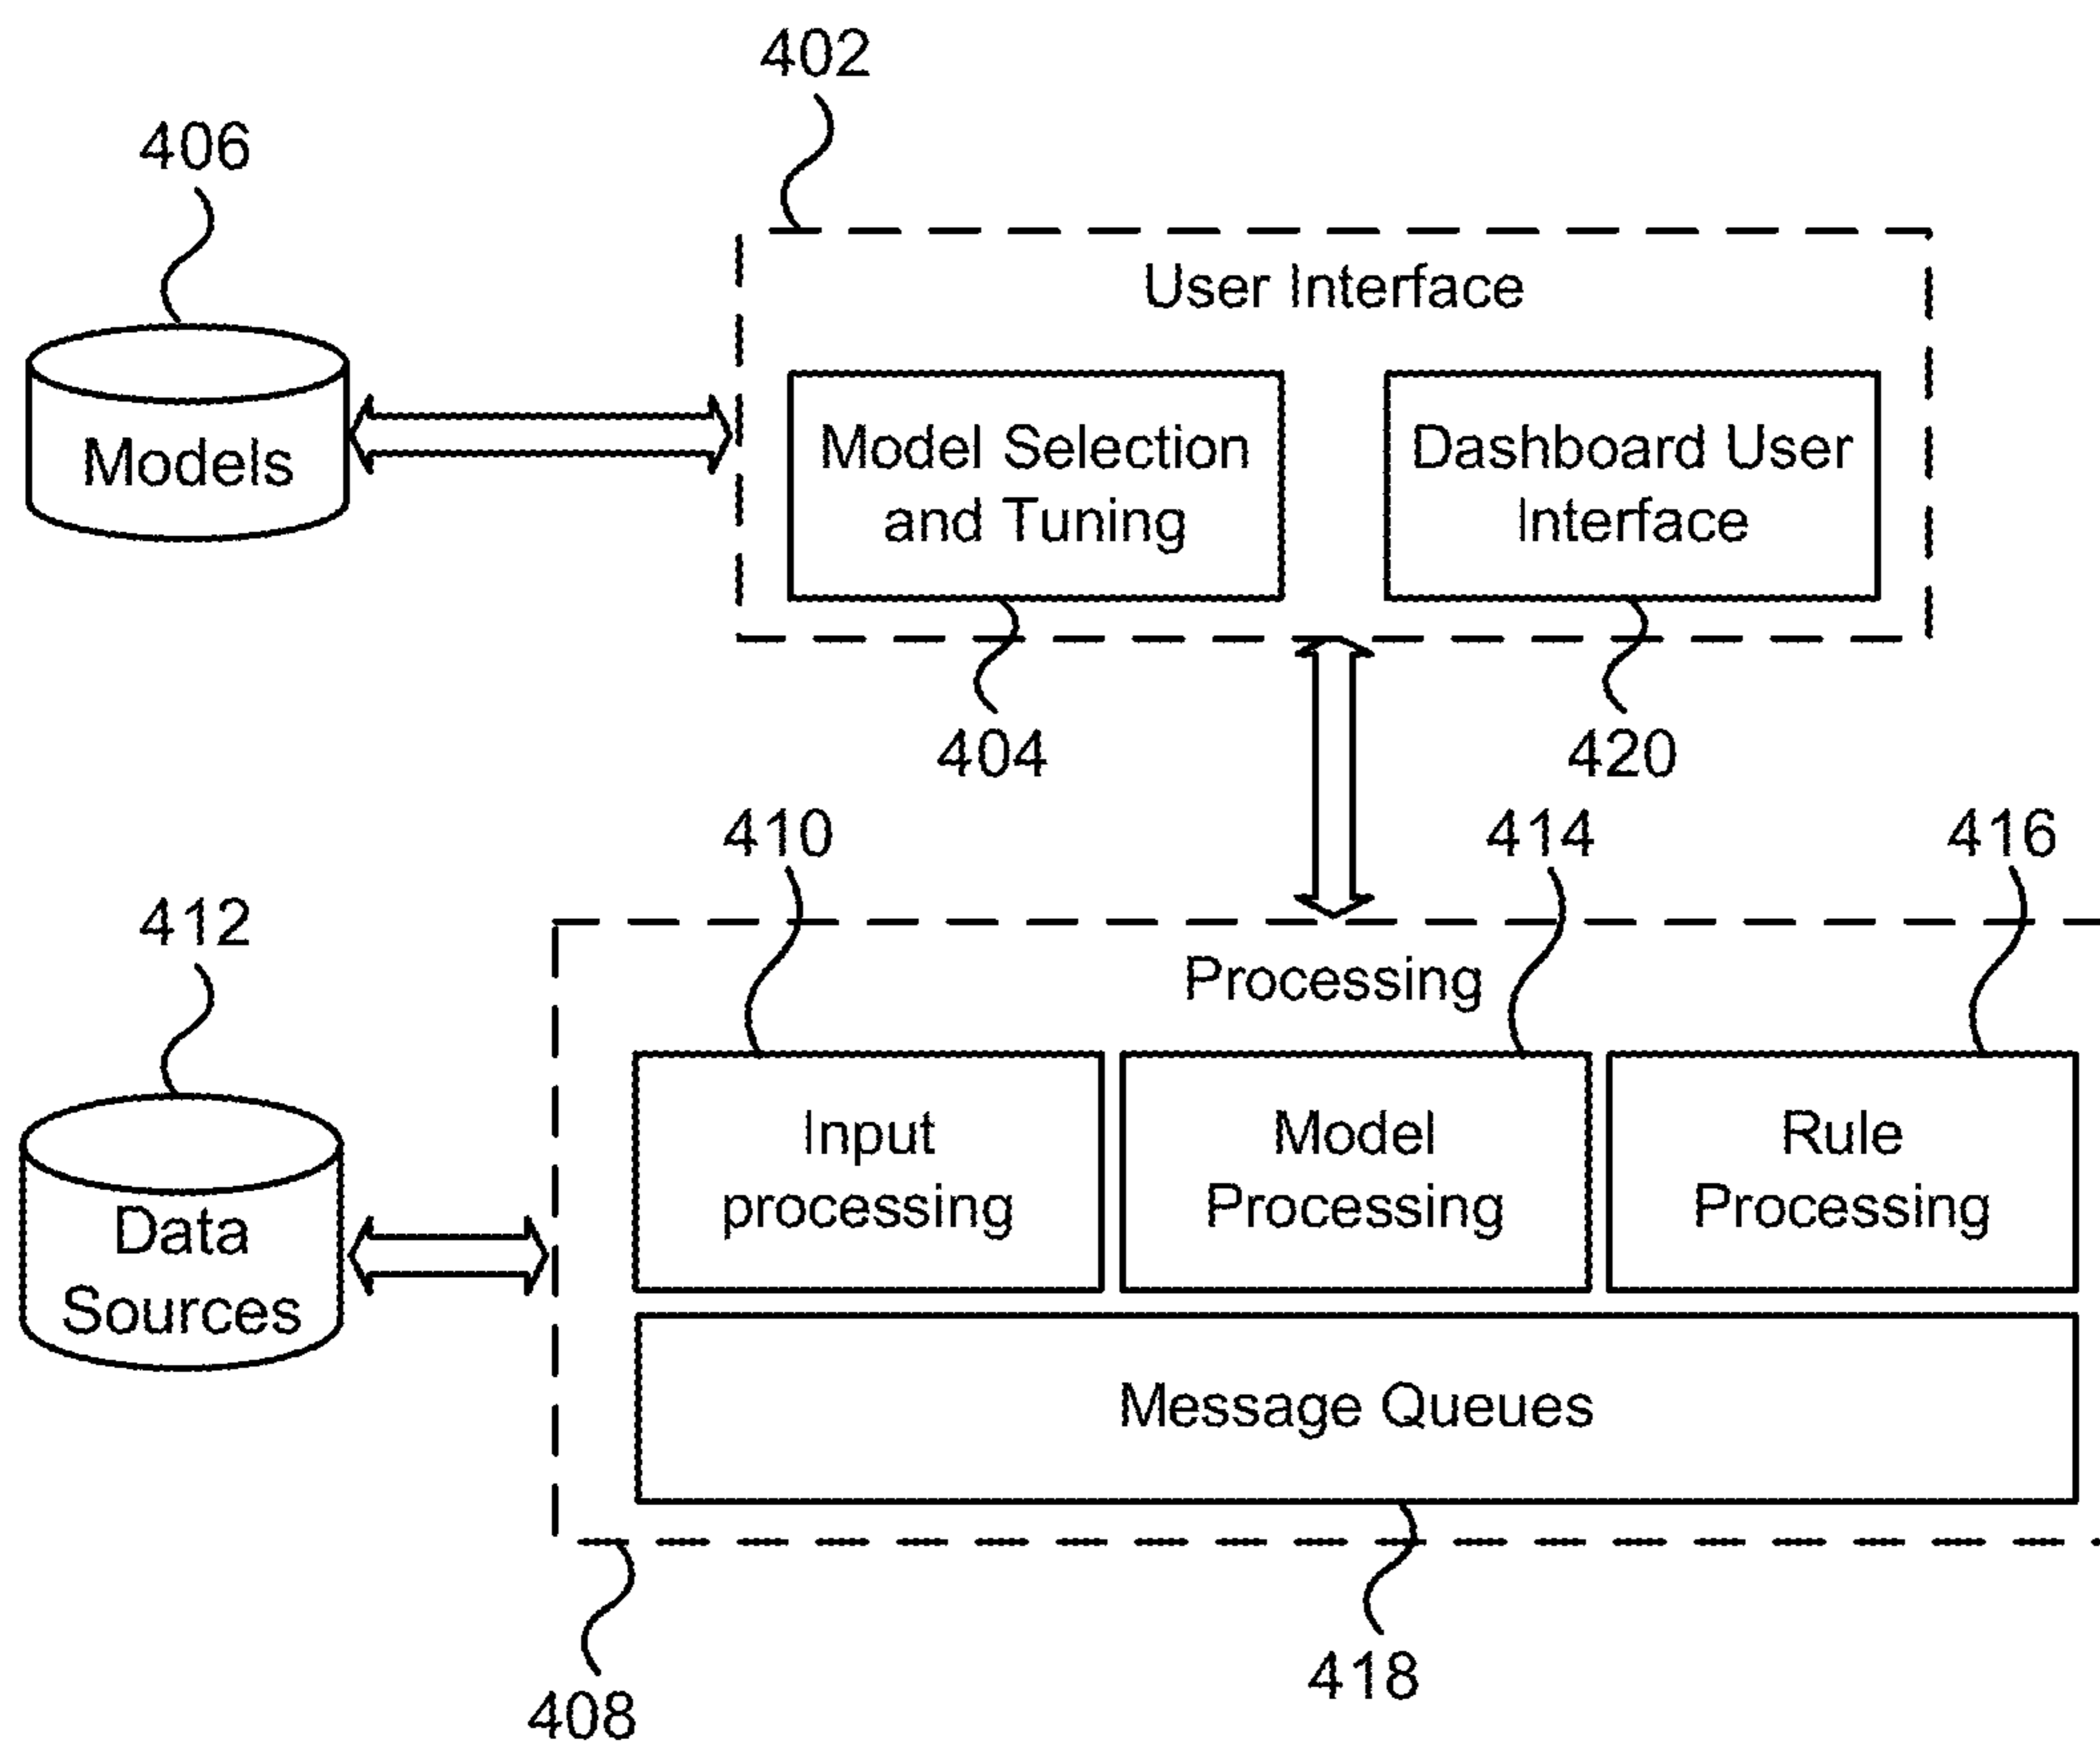 402
406
User Interface
Models
Model Selection
and Tuning
Dashboard User
Interface
404
420
410
414
416
412
Processing
Data
Sources
Input
processing
Model
Processing
Rule
Processing
Message Queues
418
408